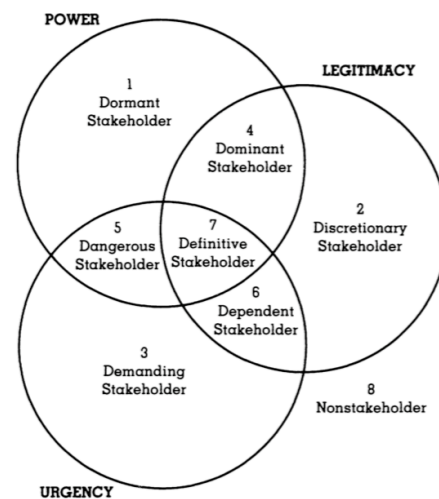 POWER
LEGITIMACY
1
Dormant
Stakeholder
4
Dominant
Stakeholder
2
Discretionary
Stakeholder
5
Dangerous
Stakeholder
7
Definitive
Stakeholder
6
Dependent
Stakeholder
3
Demanding
Stakeholder
8
Nonstakeholder
URGENCY